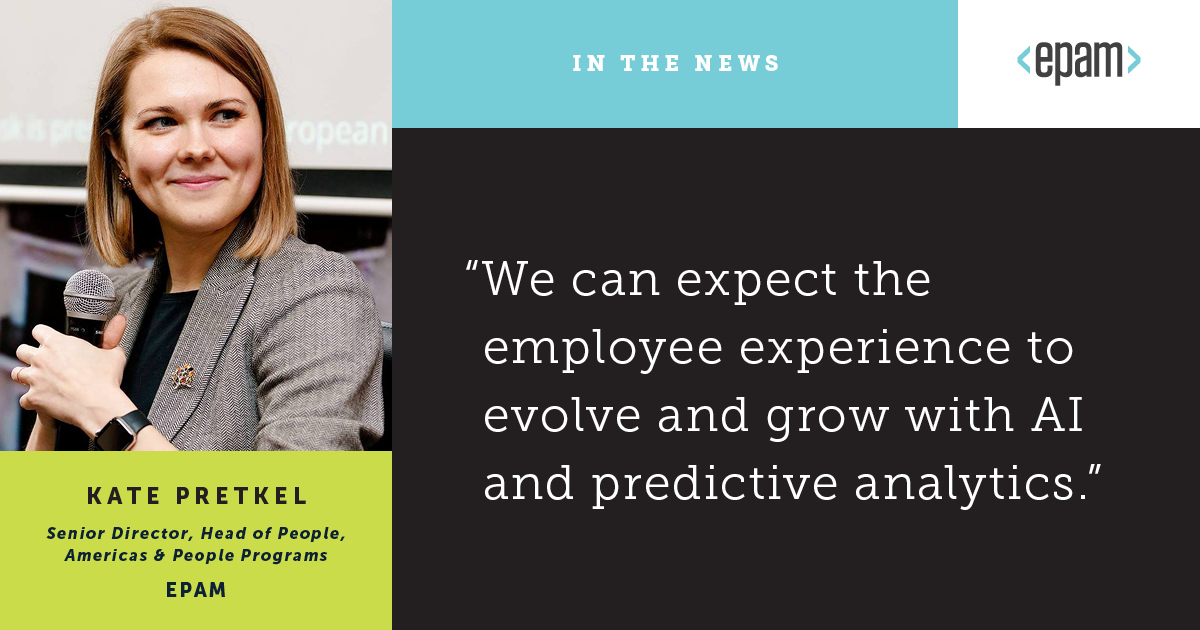 IN THE NEWS
<epam>
"We can expect the
employee experience to
evolve and grow with AI
and predictive analytics."
KATE PRETKEL
Senior Director, Head of People,
Americas & People Programs
EPAM